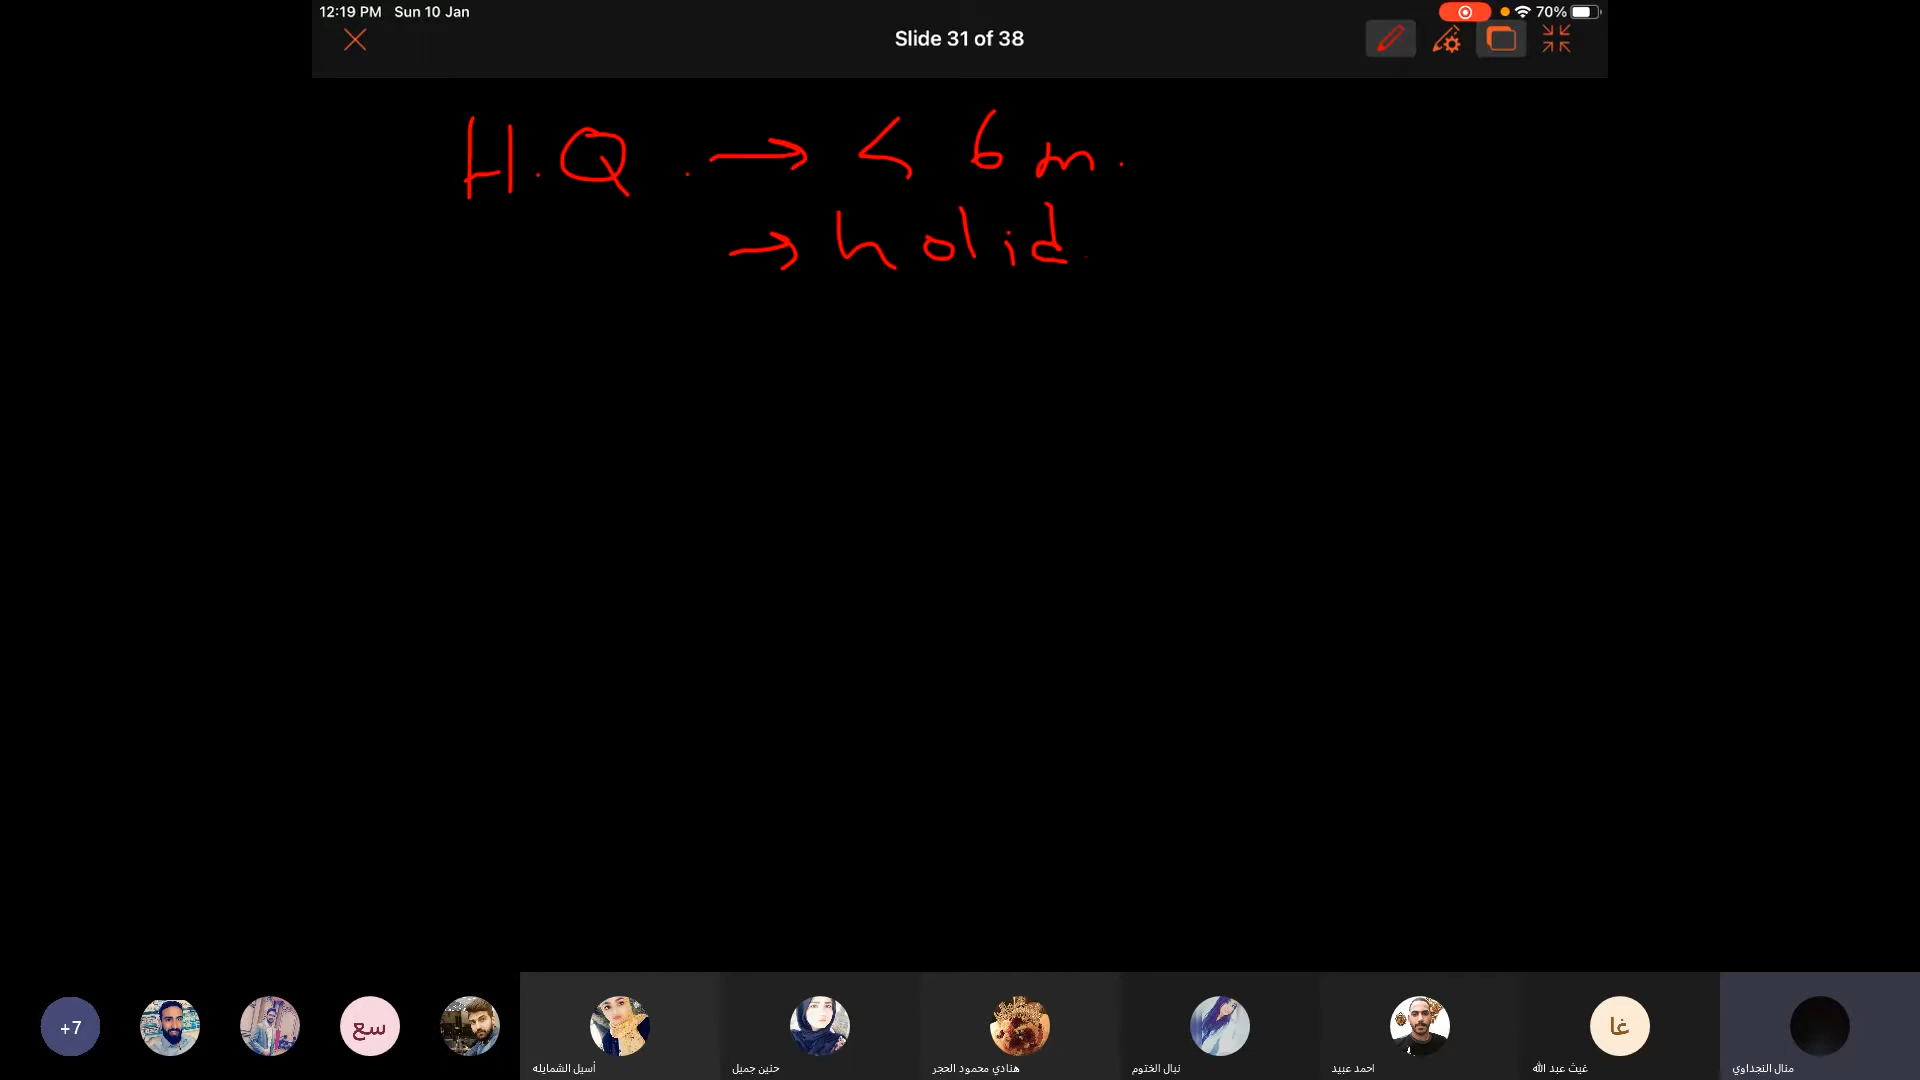 12:19 PM Sun 10 Jan
70%
Slide 31 of 38
H.Q. → < 6 m.
→ holid.
+7
سع
غا
أسيل الشمايله
حنين جميل
هنادي محمود الحجر
نبال الختوم
احمد عبيد
غيث عبد الله
منال النجداوي